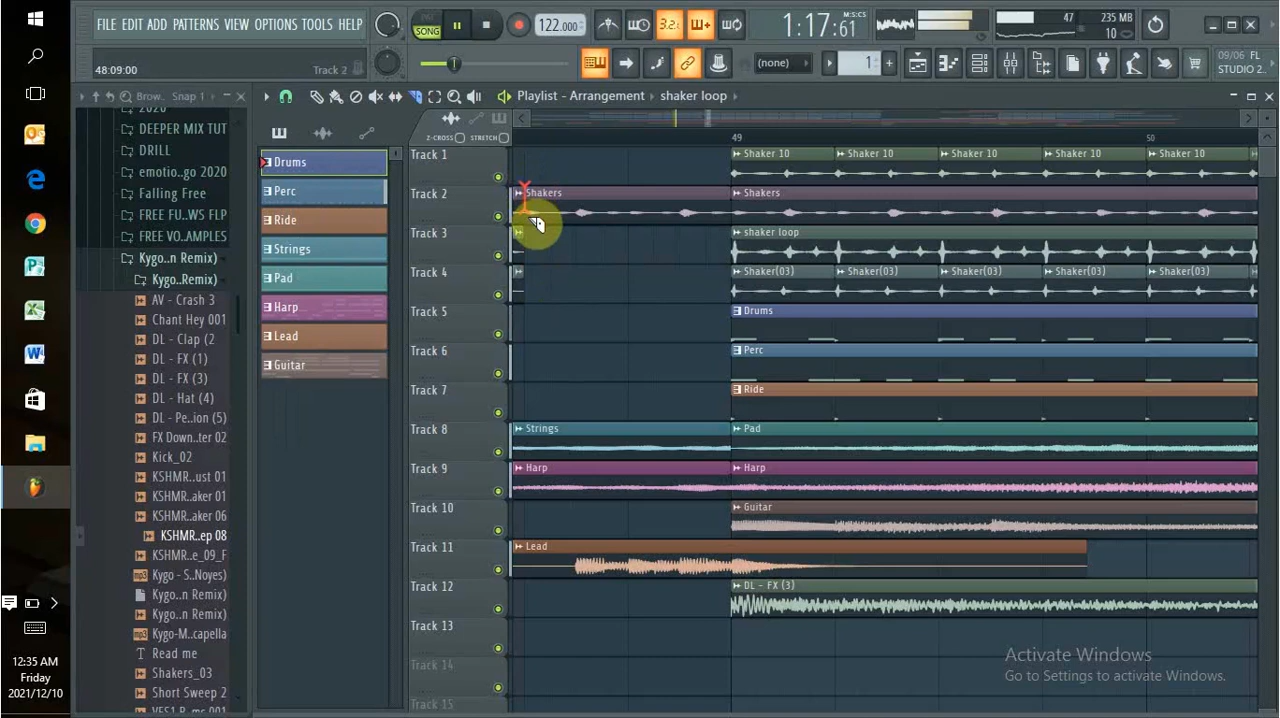 FILE EDIT ADD PATTERNS VIEW OPTIONS TOOLS HELP
PAT
SONG
122.000
3.2.
1:17:61
M:S:CS
47
235 MB
10
48:09:00
Track 2
(none)
1
09/06 FL
STUDIO 2..
Brow.. Snap 1
Playlist - Arrangement
shaker loop
Z-CROSS
STRETCH
49
50
2020
DEEPER MIX TUT
DRILL
emotio..go 2020
Falling Free
FREE FU..WS FLP
FREE VO..AMPLES
Kygo..n Remix)
Kygo..Remix)
AV - Crash 3
Chant Hey 001
DL - Clap (2
DL - FX (1)
DL - FX (3)
DL - Hat (4)
DL - Pe..ion (5)
FX Down..ter 02
Kick_02
KSHMR..ust 01
KSHMR..aker 01
KSHMR..aker 06
KSHMR..ep 08
KSHMR..e_09_F
Kygo - S..Noyes)
Kygo..n Remix)
Kygo..n Remix)
Kygo-M..capella
Read me
Shakers_03
Short Sweep 2
Drums
Perc
Ride
Strings
Pad
Harp
Lead
Guitar
Track 1
Shaker 10
Shaker 10
Shaker 10
Shaker 10
Shaker 10
Track 2
Shakers
Shakers
Track 3
shaker loop
Track 4
Shaker(03)
Shaker(03)
Shaker(03)
Shaker(03)
Shaker(03)
Track 5
Drums
Track 6
Perc
Track 7
Ride
Track 8
Strings
Pad
Track 9
Harp
Harp
Track 10
Guitar
Track 11
Lead
Track 12
DL - FX (3)
Track 13
Track 14
Track 15
Activate Windows
Go to Settings to activate Windows.
12:35 AM
Friday
2021/12/10